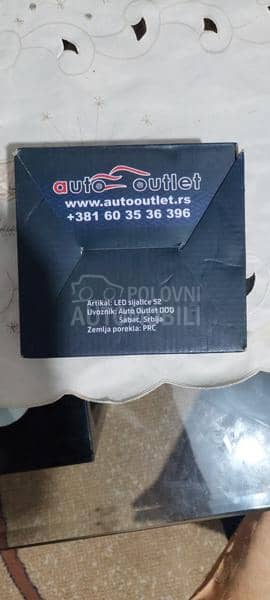 auto outlet
www.autooutlet.rs
+381 60 35 36 396
POLOVNI
AUTOMOBILI
Artikal: LED sijalice S2
Uvoznik: Auto Outlet DOO
Šabac, Srbija
Zemlja porekla: PRC